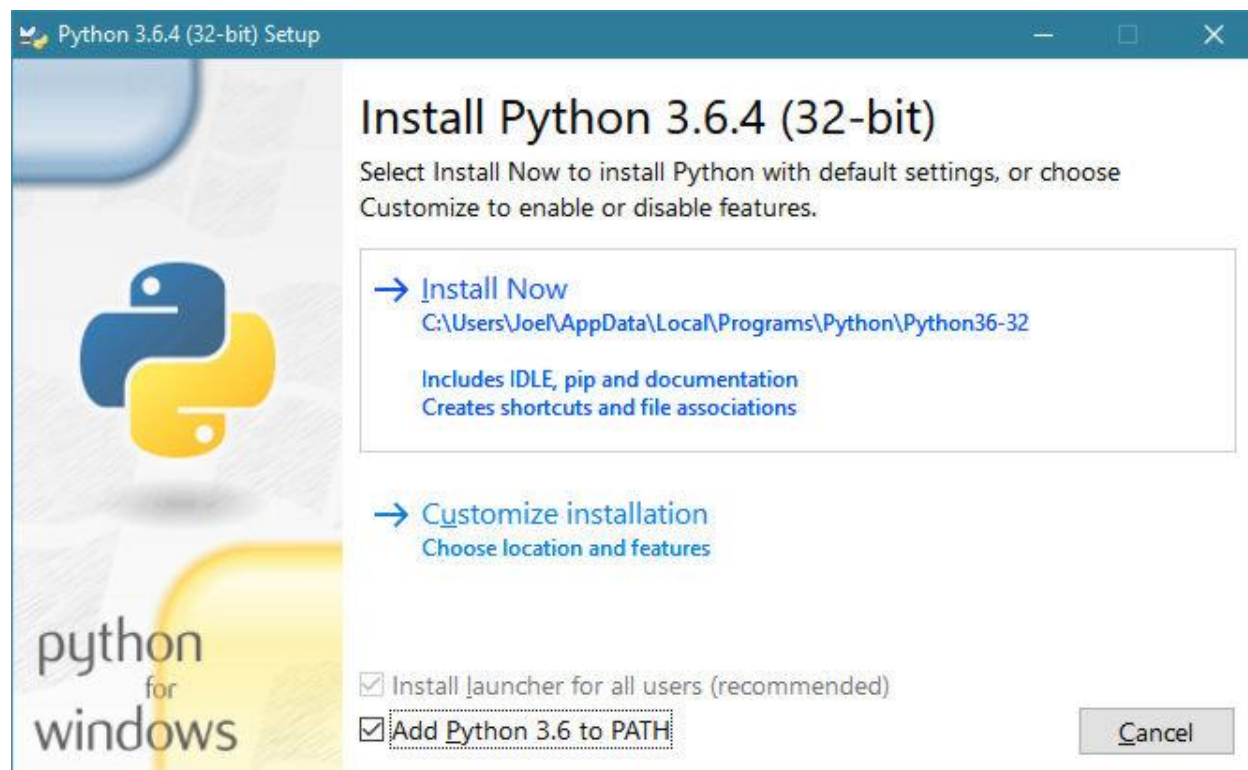 Python 3.6.4 (32-bit) Setup
Install Python 3.6.4 (32-bit)
Select Install Now to install Python with default settings, or choose
Customize to enable or disable features.
Install Now
C:\Users\Joel\AppData\Local\Programs\Python\Python36-32
Includes IDLE, pip and documentation
Creates shortcuts and file associations
Customize installation
Choose location and features
python
for
windows
Install launcher for all users (recommended)
Add Python 3.6 to PATH
Cancel